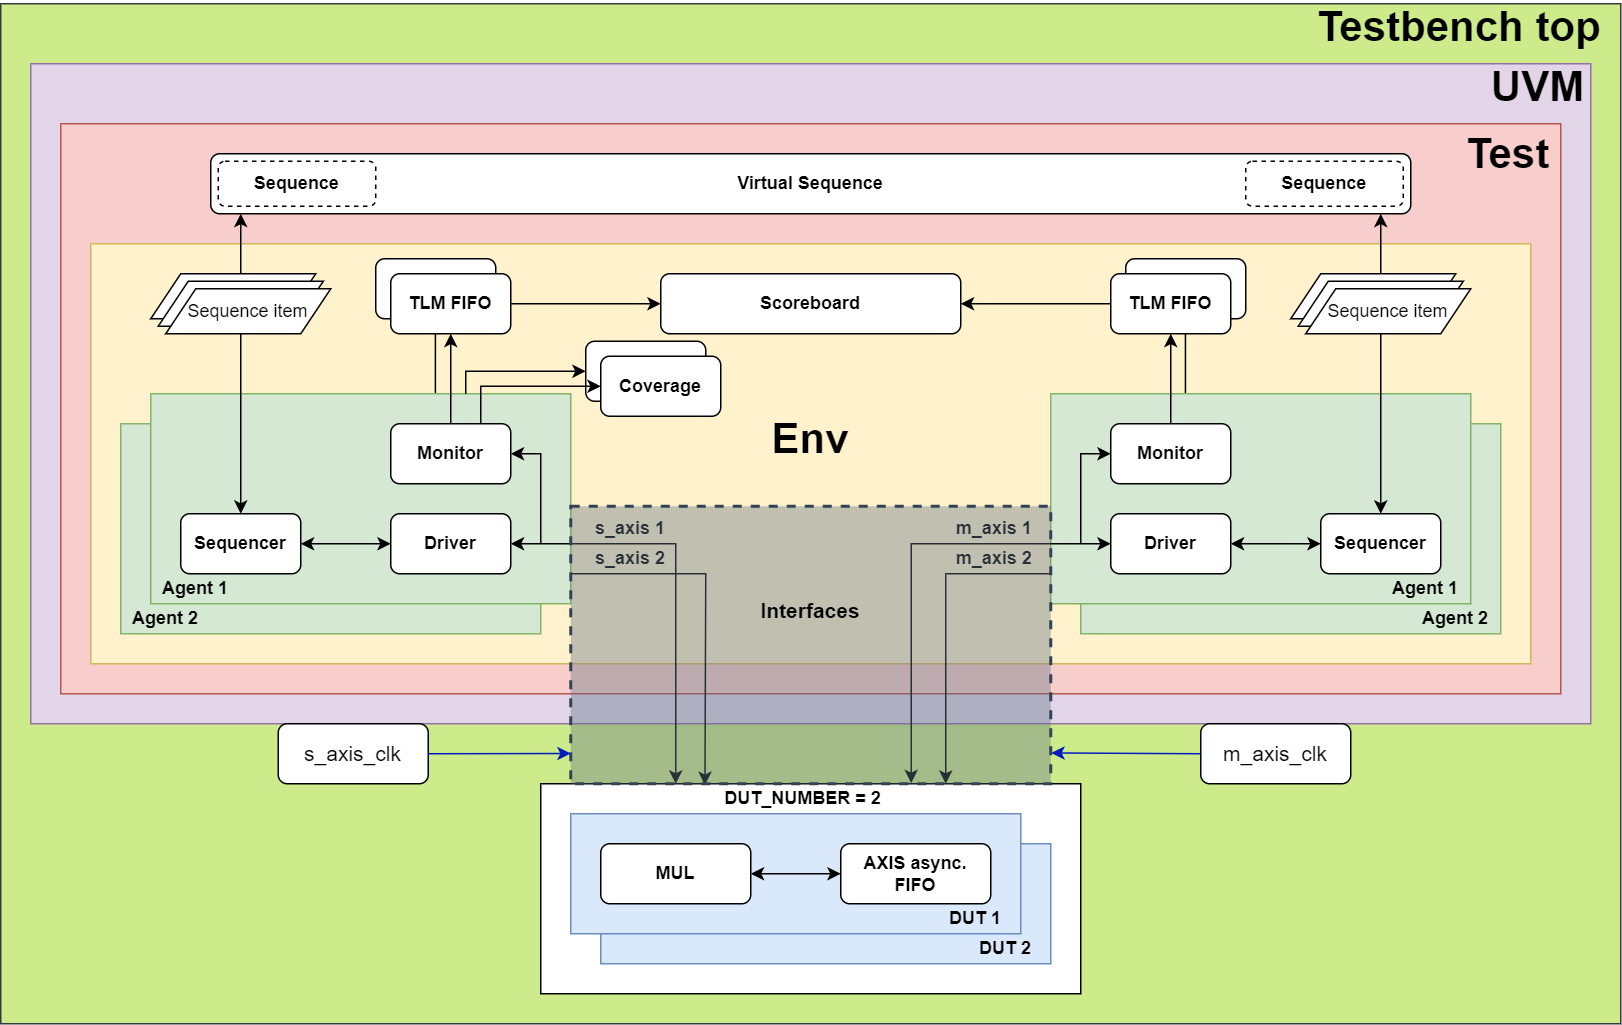 Testbench top
UVM
Test
Sequence
Virtual Sequence
Sequence
Sequence item
TLM FIFO
Scoreboard
TLM FIFO
Sequence item
Coverage
Env
Monitor
Monitor
s_axis 1
m_axis 1
s_axis 2
m_axis 2
Sequencer
Driver
Driver
Sequencer
Agent 1
Agent 1
Agent 2
Agent 2
Interfaces
s_axis_clk
m_axis_clk
DUT_NUMBER = 2
MUL
AXIS async.
FIFO
DUT 1
DUT 2